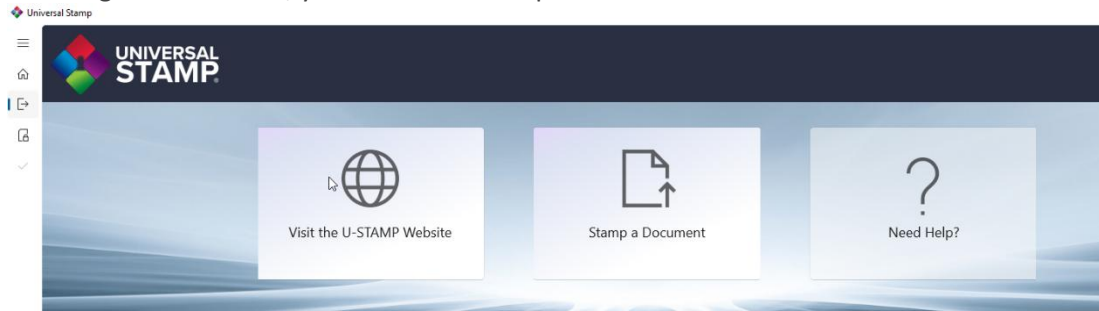 Universal Stamp
UNIVERSAL
STAMP®
Visit the U-STAMP Website
Stamp a Document
Need Help?